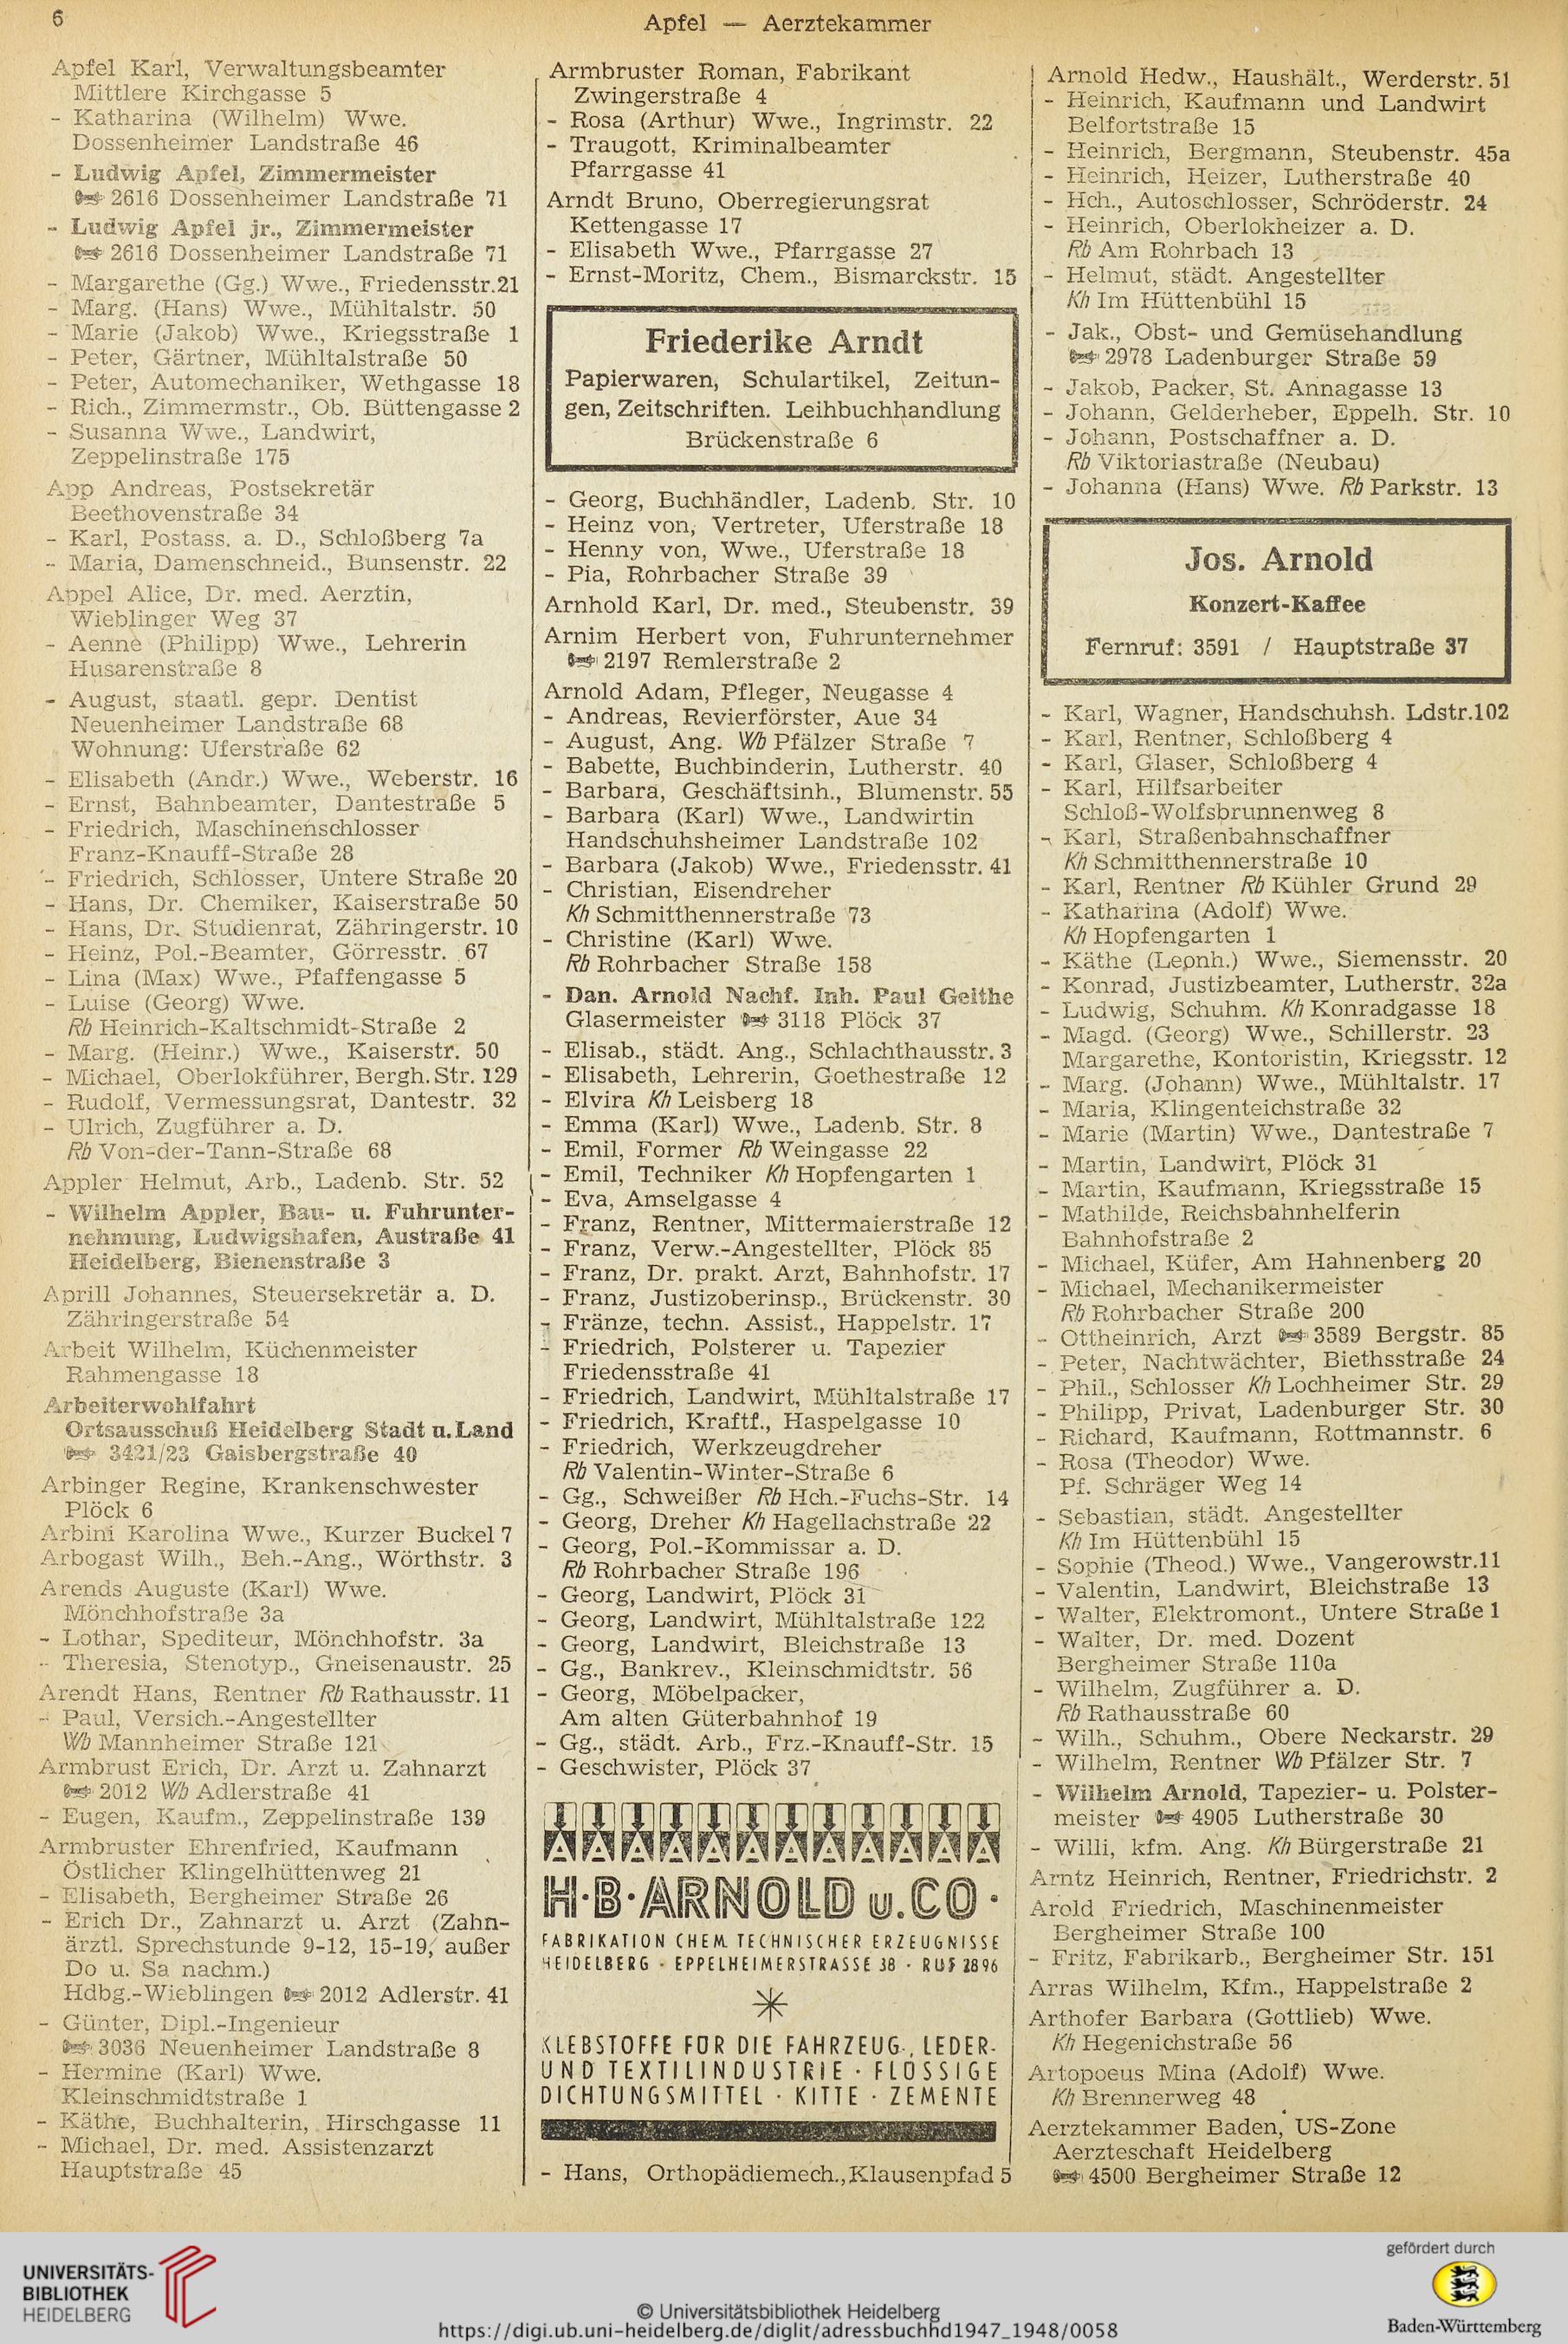 6
Apfel — Aerztekammer
Apfel Karl, Verwaltungsbeamter
Mittlere Kirchgasse 5
- Katharina (Wilhelm) Wwe.
Dossenheimer Landstraße 46
- Ludwig Apfel, Zimmermeister
2616 Dossenheimer Landstraße 71
- Ludwig Apfel jr., Zimmermeister
2616 Dossenheimer Landstraße 71
- Margarethe (Gg.) Wwe., Friedensstr.21
- Marg. (Hans) Wwe., Mühltalstr. 50
- Marie (Jakob) Wwe., Kriegsstraße 1
- Peter, Gärtner, Mühltalstraße 50
- Peter, Automechaniker, Wethgasse 18
- Rich., Zimmermstr., Ob. Büttengasse 2
- Susanna Wwe., Landwirt,
Zeppelinstraße 175
App Andreas, Postsekretär
Beethovenstraße 34
- Karl, Postass. a. D., Schloßberg 7a
- Maria, Damenschneid., Bunsenstr. 22
Appel Alice, Dr. med. Aerztin,
Wieblinger Weg 37
- Aenne (Philipp) Wwe., Lehrerin
Husarenstraße 8
- August, staatl. gepr. Dentist
Neuenheimer Landstraße 68
Wohnung: Uferstraße 62
- Elisabeth (Andr.) Wwe., Weberstr. 16
- Ernst, Bahnbeamter, Dantestraße 5
- Friedrich, Maschinenschlosser
Franz-Knauff-Straße 28
- Friedrich, Schlosser, Untere Straße 20
- Hans, Dr. Chemiker, Kaiserstraße 50
- Hans, Dr. Studienrat, Zähringerstr. 10
- Heinz, Pol.-Beamter, Görresstr. 67
- Lina (Max) Wwe., Pfaffengasse 5
- Luise (Georg) Wwe.
Rb Heinrich-Kaltschmidt-Straße 2
- Marg. (Heinr.) Wwe., Kaiserstr. 50
- Michael, Oberlokführer, Bergh. Str. 129
- Rudolf, Vermessungsrat, Dantestr. 32
- Ulrich, Zugführer a. D.
Rb Von-der-Tann-Straße 68
Appler Helmut, Arb., Ladenb. Str. 52
- Wilhelm Appler, Bau- u. Fuhrunter-
nehmung, Ludwigshafen, Austraße 41
Heidelberg, Bienenstraße 3
Aprill Johannes, Steuersekretär a. D.
Zähringerstraße 54
Arbeit Wilhelm, Küchenmeister
Rahmengasse 18
Arbeiterwohlfahrt
Ortsausschuß Heidelberg Stadt u. Land
3421/23 Gaisbergstraße 40
Arbinger Regine, Krankenschwester
Plöck 6
Arbini Karolina Wwe., Kurzer Buckel 7
Arbogast Wilh., Beh.-Ang., Wörthstr. 3
Arends Auguste (Karl) Wwe.
Mönchhofstraße 3a
- Lothar, Spediteur, Mönchhofstr. 3a
- Theresia, Stenotyp., Gneisenaustr. 25
Arendt Hans, Rentner Rb Rathausstr. 11
- Paul, Versich.-Angestellter
Wb Mannheimer Straße 121
Armbrust Erich, Dr. Arzt u. Zahnarzt
2012 Wb Adlerstraße 41
- Eugen, Kaufm., Zeppelinstraße 139
Armbruster Ehrenfried, Kaufmann
Östlicher Klingelhüttenweg 21
- Elisabeth, Bergheimer Straße 26
- Erich Dr., Zahnarzt u. Arzt (Zahn-
ärztl. Sprechstunde 9-12, 15-19, außer
Do u. Sa nachm.)
Hdbg.-Wieblingen 2012 Adlerstr. 41
- Günter, Dipl.-Ingenieur
3036 Neuenheimer Landstraße 8
- Hermine (Karl) Wwe.
Kleinschmidtstraße 1
- Käthe, Buchhalterin, Hirschgasse 11
- Michael, Dr. med. Assistenzarzt
Hauptstraße 45
Armbruster Roman, Fabrikant
Zwingerstraße 4
- Rosa (Arthur) Wwe., Ingrimstr. 22
- Traugott, Kriminalbeamter
Pfarrgasse 41
Arndt Bruno, Oberregierungsrat
Kettengasse 17
- Elisabeth Wwe., Pfarrgasse 27
- Ernst-Moritz, Chem., Bismarckstr. 15
Friederike Arndt
Papierwaren, Schulartikel, Zeitun-
gen, Zeitschriften. Leihbuchhandlung
Brückenstraße 6
- Georg, Buchhändler, Ladenb. Str. 10
- Heinz von, Vertreter, Uferstraße 18
- Henny von, Wwe., Uferstraße 18
- Pia, Rohrbacher Straße 39
Arnhold Karl, Dr. med., Steubenstr. 39
Arnim Herbert von, Fuhrunternehmer
2197 Remlerstraße 2
Arnold Adam, Pfleger, Neugasse 4
- Andreas, Revierförster, Aue 34
- August, Ang. Wb Pfälzer Straße 7
- Babette, Buchbinderin, Lutherstr. 40
- Barbara, Geschäftsinh., Blumenstr. 55
- Barbara (Karl) Wwe., Landwirtin
Handschuhsheimer Landstraße 102
- Barbara (Jakob) Wwe., Friedensstr. 41
- Christian, Eisendreher
Kh Schmitthennerstraße 73
- Christine (Karl) Wwe.
Rb Rohrbacher Straße 158
- Dan. Arnold Nachf. Inh. Paul Geithe
Glasermeister 3118 Plöck 37
- Elisab., städt. Ang., Schlachthausstr. 3
- Elisabeth, Lehrerin, Goethestraße 12
- Elvira Kh Leisberg 18
- Emma (Karl) Wwe., Ladenb. Str. 8
- Emil, Former Rb Weingasse 22
- Emil, Techniker Kh Hopfengarten 1
- Eva, Amselgasse 4
- Franz, Rentner, Mittermaierstraße 12
- Franz, Verw.-Angestellter, Plöck 85
- Franz, Dr. prakt. Arzt, Bahnhofstr. 17
- Franz, Justizoberinsp., Brückenstr. 30
- Fränze, techn. Assist., Happelstr. 17
- Friedrich, Polsterer u. Tapezier
Friedensstraße 41
- Friedrich, Landwirt, Mühltalstraße 17
- Friedrich, Kraftf., Haspelgasse 10
- Friedrich, Werkzeugdreher
Rb Valentin-Winter-Straße 6
- Gg., Schweißer Rb Hch.-Fuchs-Str. 14
- Georg, Dreher Kh Hagellachstraße 22
- Georg, Pol.-Kommissar a. D.
Rb Rohrbacher Straße 196
- Georg, Landwirt, Plöck 31
- Georg, Landwirt, Mühltalstraße 122
- Georg, Landwirt, Bleichstraße 13
- Gg., Bankrev., Kleinschmidtstr. 56
- Georg, Möbelpacker,
Am alten Güterbahnhof 19
- Gg., städt. Arb., Frz.-Knauff-Str. 15
- Geschwister, Plöck 37
H·B·ARNOLD u.CO·
FABRIKATION CHEM. TECHNISCHER ERZEUGNISSE
HEIDELBERG · EPPELHEIMERSTRASSE 38 · RUF 2896
KLEBSTOFFE FÜR DIE FAHRZEUG-, LEDER-
UND TEXTILINDUSTRIE · FLÜSSIGE
DICHTUNGSMITTEL · KITTE · ZEMENTE
- Hans, Orthopädiemech., Klausenpfad 5
Arnold Hedw., Haushält., Werderstr. 51
- Heinrich, Kaufmann und Landwirt
Belfortstraße 15
- Heinrich, Bergmann, Steubenstr. 45a
- Heinrich, Heizer, Lutherstraße 40
- Hch., Autoschlosser, Schröderstr. 24
- Heinrich, Oberlokheizer a. D.
Rb Am Rohrbach 13
- Helmut, städt. Angestellter
Kh Im Hüttenbühl 15
- Jak., Obst- und Gemüsehandlung
2978 Ladenburger Straße 59
- Jakob, Packer, St. Annagasse 13
- Johann, Gelderheber, Eppelh. Str. 10
- Johann, Postschaffner a. D.
Rb Viktoriastraße (Neubau)
- Johanna (Hans) Wwe. Rb Parkstr. 13
Jos. Arnold
Konzert-Kaffee
Fernruf: 3591 / Hauptstraße 37
- Karl, Wagner, Handschuhsh. Ldstr.102
- Karl, Rentner, Schloßberg 4
- Karl, Glaser, Schloßberg 4
- Karl, Hilfsarbeiter
Schloß-Wolfsbrunnenweg 8
- Karl, Straßenbahnschaffner
Kh Schmitthennerstraße 10
- Karl, Rentner Rb Kühler Grund 29
- Katharina (Adolf) Wwe.
Kh Hopfengarten 1
- Käthe (Leonh.) Wwe., Siemensstr. 20
- Konrad, Justizbeamter, Lutherstr. 32a
- Ludwig, Schuhm. Kh Konradgasse 18
- Magd. (Georg) Wwe., Schillerstr. 23
Margarethe, Kontoristin, Kriegsstr. 12
- Marg. (Johann) Wwe., Mühltalstr. 17
- Maria, Klingenteichstraße 32
- Marie (Martin) Wwe., Dantestraße 7
- Martin, Landwirt, Plöck 31
- Martin, Kaufmann, Kriegsstraße 15
- Mathilde, Reichsbahnhelferin
Bahnhofstraße 2
- Michael, Küfer, Am Hahnenberg 20
- Michael, Mechanikermeister
Rb Rohrbacher Straße 200
- Ottheinrich, Arzt 3589 Bergstr. 85
- Peter, Nachtwächter, Biethsstraße 24
- Phil., Schlosser Kh Lochheimer Str. 29
- Philipp, Privat, Ladenburger Str. 30
- Richard, Kaufmann, Rottmannstr. 6
- Rosa (Theodor) Wwe.
Pf. Schräger Weg 14
- Sebastian, städt. Angestellter
Kh Im Hüttenbühl 15
- Sophie (Theod.) Wwe., Vangerowstr.11
- Valentin, Landwirt, Bleichstraße 13
- Walter, Elektromont., Untere Straße 1
- Walter, Dr. med. Dozent
Bergheimer Straße 110a
- Wilhelm, Zugführer a. D.
Rb Rathausstraße 60
- Wilh., Schuhm., Obere Neckarstr. 29
- Wilhelm, Rentner Wb Pfälzer Str. 7
- Wilhelm Arnold, Tapezier- u. Polster-
meister 4905 Lutherstraße 30
- Willi, kfm. Ang. Kh Bürgerstraße 21
Arntz Heinrich, Rentner, Friedrichstr. 2
Arold Friedrich, Maschinenmeister
Bergheimer Straße 100
- Fritz, Fabrikarb., Bergheimer Str. 151
Arras Wilhelm, Kfm., Happelstraße 2
Arthofer Barbara (Gottlieb) Wwe.
Kh Hegenichstraße 56
Artopoeus Mina (Adolf) Wwe.
Kh Brennerweg 48
Aerztekammer Baden, US-Zone
Aerzteschaft Heidelberg
4500 Bergheimer Straße 12
UNIVERSITÄTS-
BIBLIOTHEK
HEIDELBERG
© Universitätsbibliothek Heidelberg
https://digi.ub.uni-heidelberg.de/diglit/adressbuchhd1947_1948/0058
gefördert durch
Baden-Württemberg